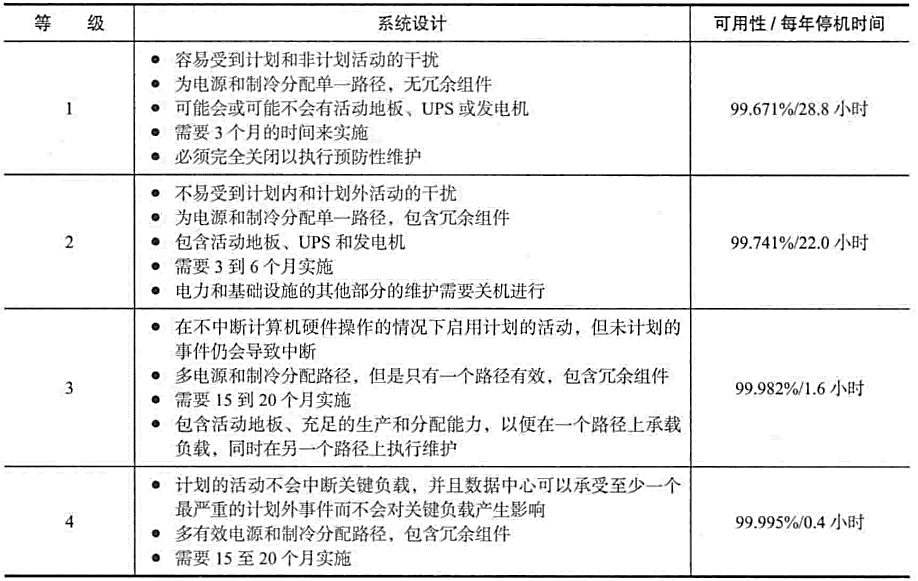 等 级 系统设计 可用性 / 每年停机时间
● 容易受到计划和非计划活动的干扰
● 为电源和制冷分配单一路径，无冗余组件
1 ● 可能会或可能不会有活动地板、UPS 或发电机 99.671%/28.8 小时
● 需要 3 个月的时间来实施
● 必须完全关闭以执行预防性维护
● 不易受到计划内和计划外活动的干扰
● 为电源和制冷分配单一路径，包含冗余组件
2 ● 包含活动地板、UPS 和发电机 99.741%/22.0 小时
● 需要 3 到 6 个月实施
● 电力和基础设施的其他部分的维护需要关机进行
● 在不中断计算机硬件操作的情况下启用计划的活动，但未计划的
事件仍会导致中断
● 多电源和制冷分配路径，但是只有一个路径有效，包含冗余组件
3 ● 需要 15 到 20 个月实施 99.982%/1.6 小时
● 包含活动地板、充足的生产和分配能力，以便在一个路径上承载
负载，同时在另一个路径上执行维护
● 计划的活动不会中断关键负载，并且数据中心可以承受至少一个
最严重的计划外事件而不会对关键负载产生影响
4 ● 多有效电源和制冷分配路径，包含冗余组件 99.995%/0.4 小时
● 需要 15 至 20 个月实施